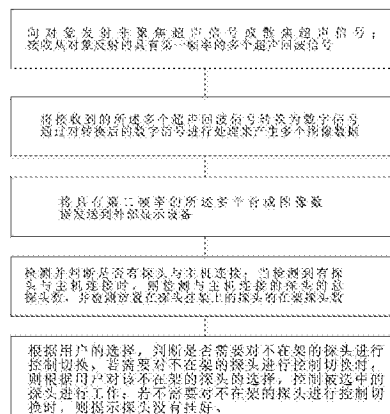 向对象发射非聚焦超声信号或散焦超声信号；
接收从对象反射的具有第一频率的多个超声回波信号
将接收到的所述多个超声回波信号转换为数字信号
通过对转换后的数字信号进行处理来产生多个图像数据
将具有第二频率的所述多个合成图像数
据发送到外部显示设备
检测并判断是否有探头与主机连接；当检测到有探
头与主机连接时，则检测与主机连接的探头的总
探头数，并检测放置在探头挂架上的探头的在架探头数
根据用户的选择，判断是否需要对不在架的探头进行
控制切换，若需要对不在架的探头进行控制切换时，
则根据用户对该不在架的探头的选择，控制被选中的
探头进行工作；若不需要对不在架的探头进行控制切
换时，则提示探头没有挂好。